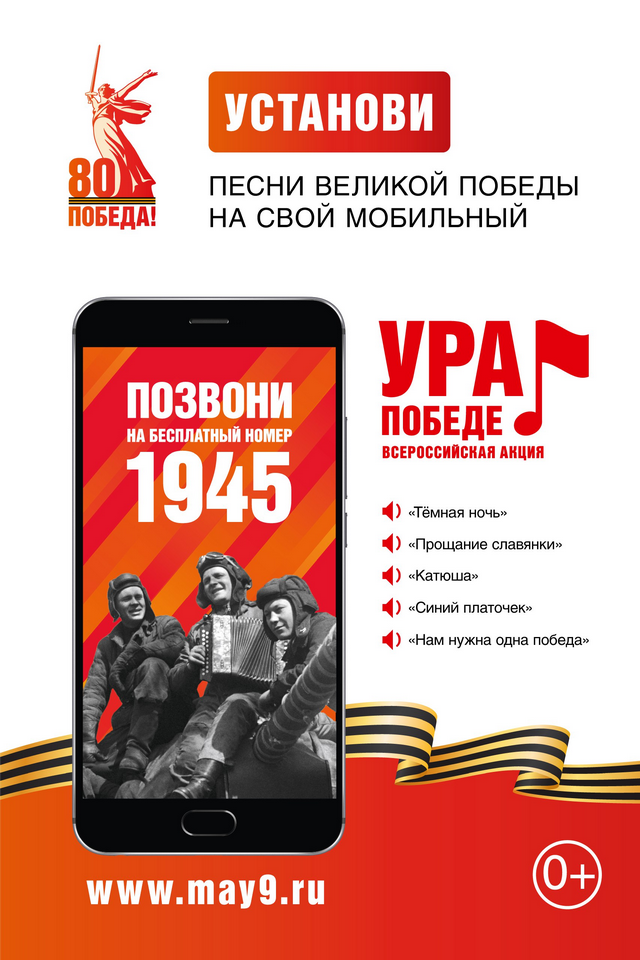 80
ПОБЕДА!
УСТАНОВИ
ПЕСНИ ВЕЛИКОЙ ПОБЕДЫ
НА СВОЙ МОБИЛЬНЫЙ
ПОЗВОНИ
НА БЕСПЛАТНЫЙ НОМЕР
1945
УРА
ПОБЕДЕ
ВСЕРОССИЙСКАЯ АКЦИЯ
«Тёмная ночь»
«Прощание славянки»
«Катюша»
«Синий платочек»
«Нам нужна одна победа»
www.may9.ru
0+